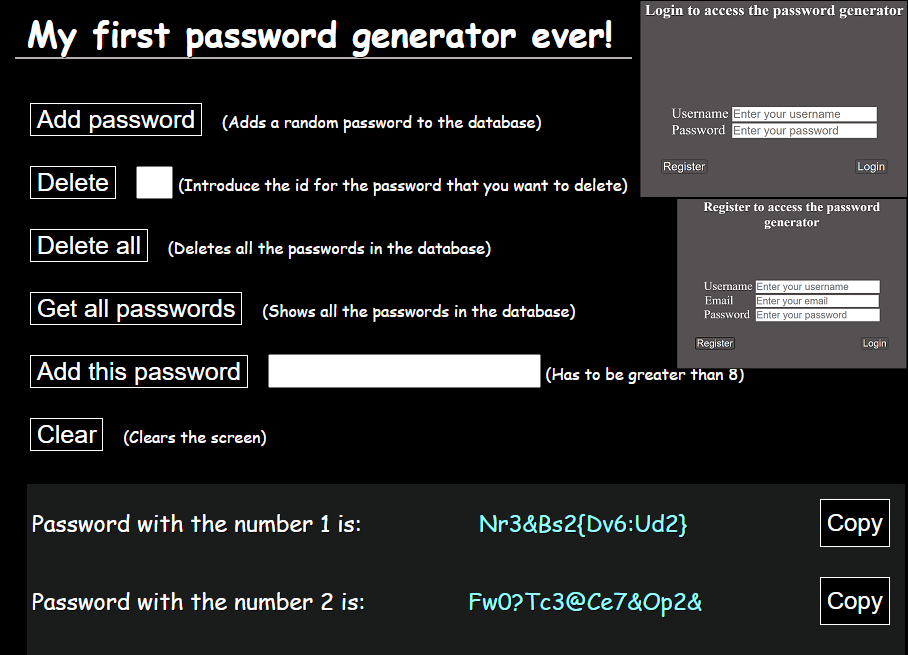 My first password generator ever!
Login to access the password generator
Username Enter your username
Password Enter your password
Register Login
Register to access the password
generator
Username Enter your username
Email Enter your email
Password Enter your password
Register Login
Add password (Adds a random password to the database)
Delete (Introduce the id for the password that you want to delete)
Delete all (Deletes all the passwords in the database)
Get all passwords (Shows all the passwords in the database)
Add this password (Has to be greater than 8)
Clear (Clears the screen)
Password with the number 1 is: Nr3&Bs2{Dv6:Ud2} Copy
Password with the number 2 is: Fw0?Tc3@Ce7&Op2& Copy